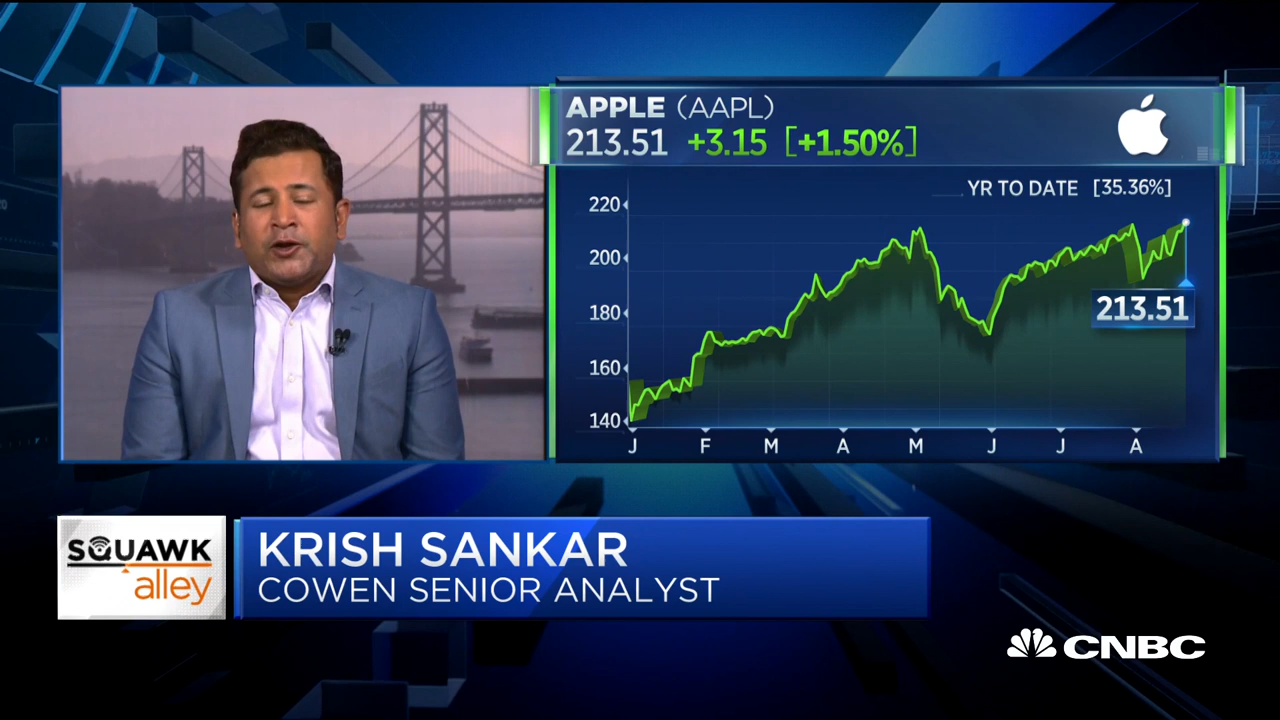 APPLE (AAPL)
213.51 +3.15 [+1.50%]
YR TO DATE [35.36%]
220
200
180
160
140
213.51
J F M A M J J A
SQUAWK
alley
KRISH SANKAR
COWEN SENIOR ANALYST
CNBC